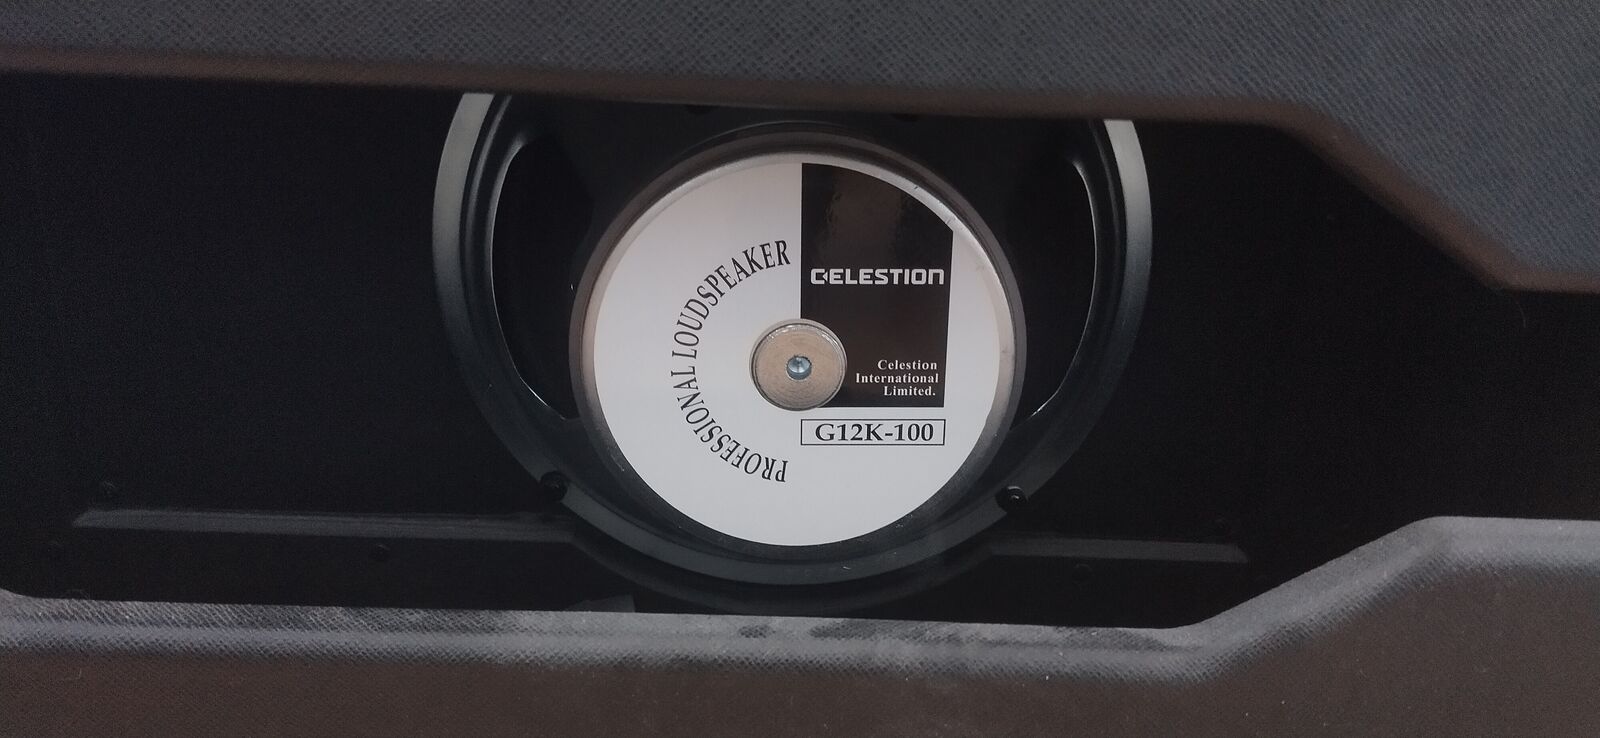 PROFESSIONAL LOUDSPEAKER
CELESTION
Celestion
International
Limited.
G12K-100